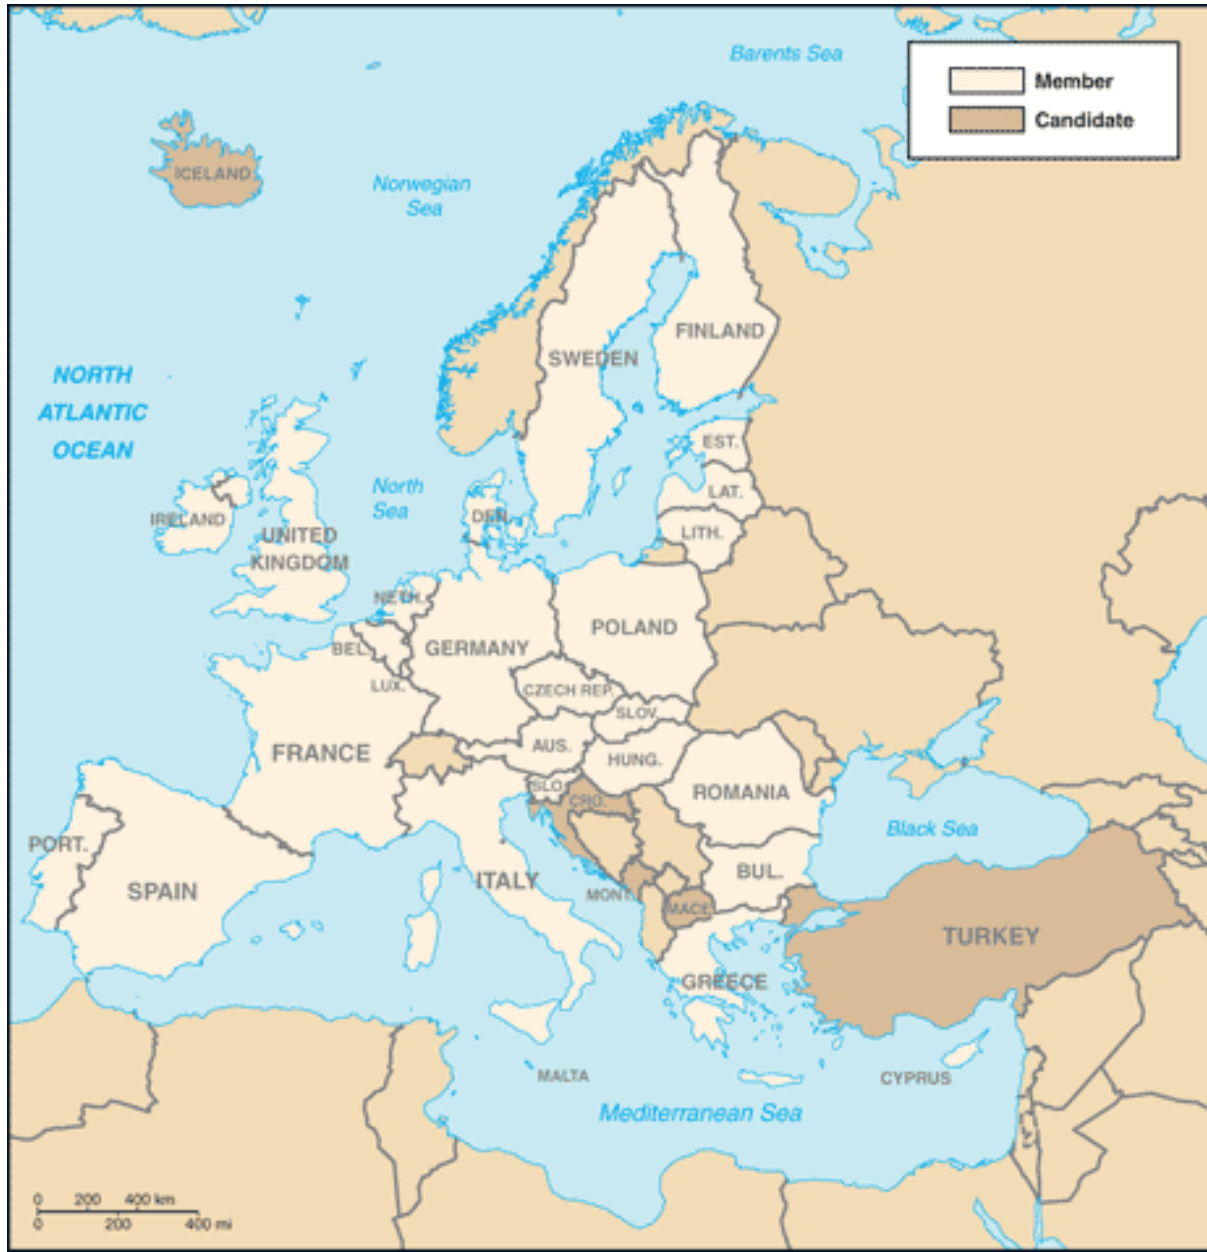 Barents Sea
Member
Candidate
ICELAND
Norwegian
Sea
FINLAND
SWEDEN
NORTH
ATLANTIC
OCEAN
EST.
North
Sea
LAT.
IRELAND
DEN.
UNITED
KINGDOM
LITH.
NETH.
POLAND
BEL.
GERMANY
LUX.
CZECH REP.
SLOV.
FRANCE
AUS.
HUNG.
SLO.
CRO.
ROMANIA
Black Sea
PORT.
SPAIN
ITALY
BUL.
MONT.
MACE.
TURKEY
GREECE
MALTA
CYPRUS
Mediterranean Sea
0 200 400 km
0 200 400 mi